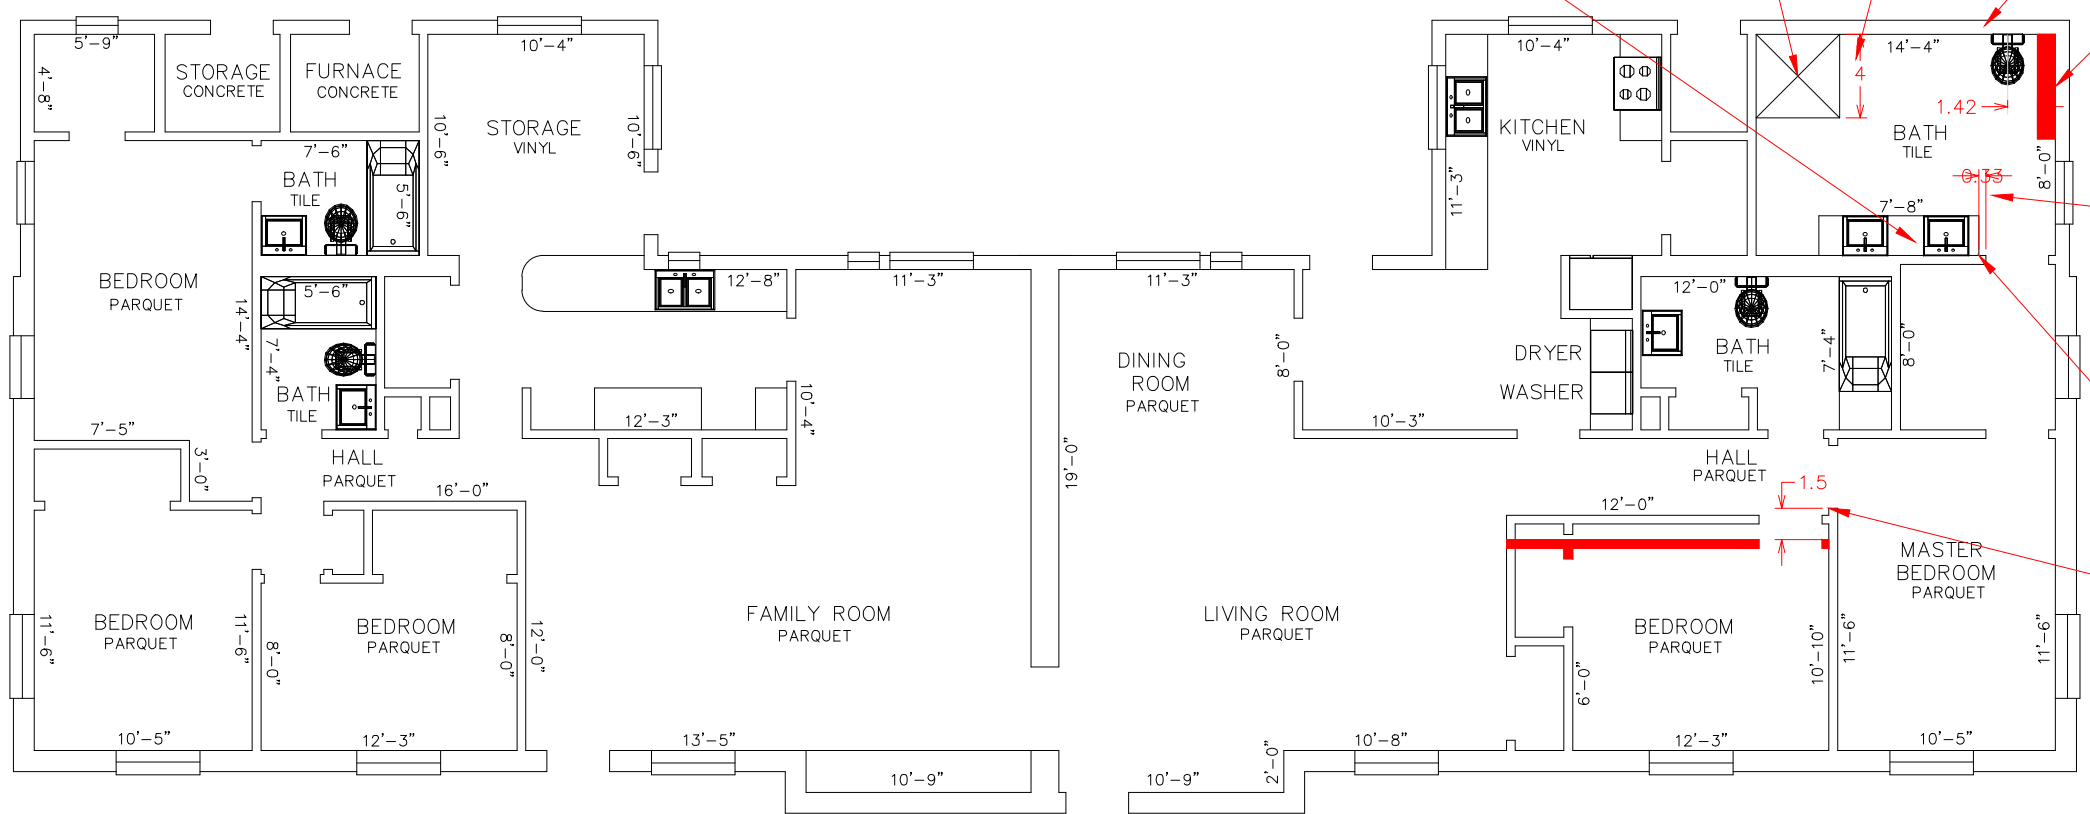 5'-9"
10'-4"
10'-4"
14'-4"
4'-8"
STORAGE
CONCRETE
FURNACE
CONCRETE
4
1.42
10'-6"
STORAGE
VINYL
10'-6"
KITCHEN
VINYL
BATH
TILE
7'-6"
BATH
TILE
5'-6"
11'-3"
0.33
8'-0"
7'-8"
BEDROOM
PARQUET
5'-6"
12'-8"
11'-3"
11'-3"
12'-0"
14'-4"
7'-4"
BATH
TILE
DINING
ROOM
PARQUET
8'-0"
DRYER
WASHER
BATH
TILE
7'-4"
8'-0"
7'-5"
12'-3"
10'-4"
10'-3"
3'-0"
HALL
PARQUET
16'-0"
19'-0"
HALL
PARQUET
1.5
12'-0"
MASTER
BEDROOM
PARQUET
11'-6"
BEDROOM
PARQUET
11'-6"
8'-0"
BEDROOM
PARQUET
8'-0"
12'-0"
FAMILY ROOM
PARQUET
LIVING ROOM
PARQUET
6'-0"
BEDROOM
PARQUET
10'-10"
11'-6"
11'-6"
10'-5"
12'-3"
13'-5"
10'-9"
10'-9"
2'-0"
10'-8"
12'-3"
10'-5"